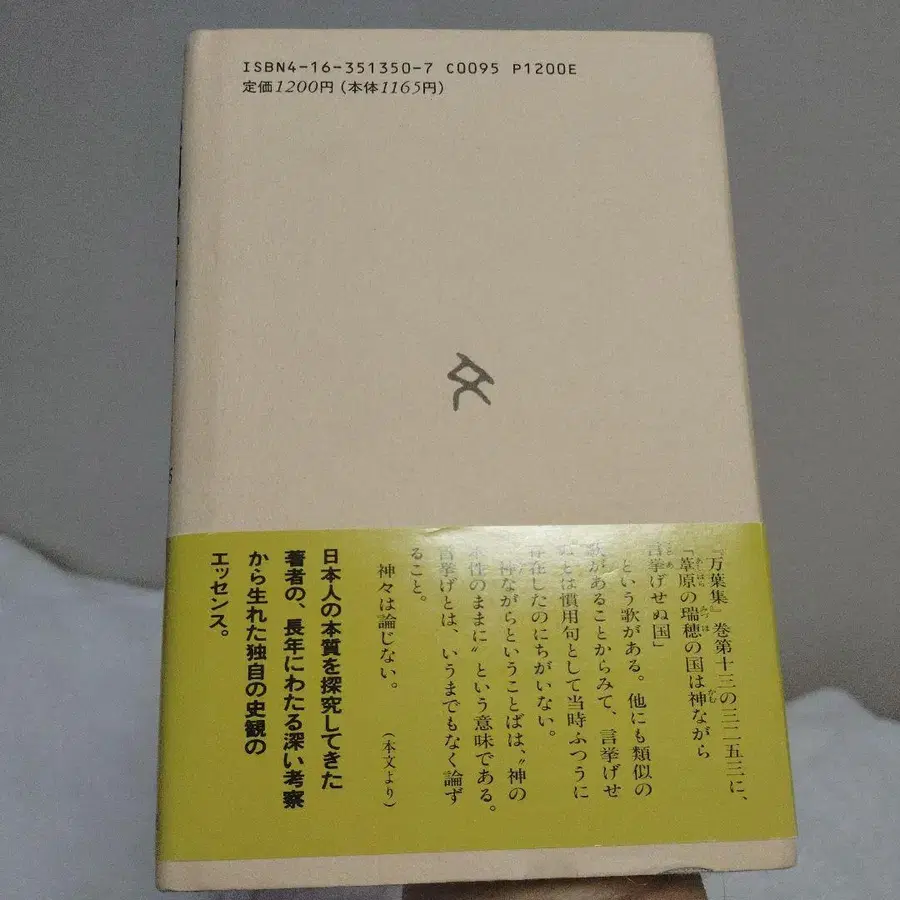 ISBN4-16-351350-7 C0095 P1200E
定価1200円(本体1165円)
文
『万葉集』巻第十三の三二五三に、
「葦原の瑞穂の国は神ながら
言挙げせぬ国」
という歌がある。他にも類似の
歌があることからみて、言挙げせ
ぬ〟とは慣用句として当時ふつうに
存在したのにちがいない。
神ながらということばは、〝神の
本性のままに〟という意味である。
言挙げとは、いうまでもなく論ず
ること。
神々は論じない。
(本文より)
日本人の本質を探究してきた
著者の、長年にわたる深い考察
から生れた独自の史観の
エッセンス。